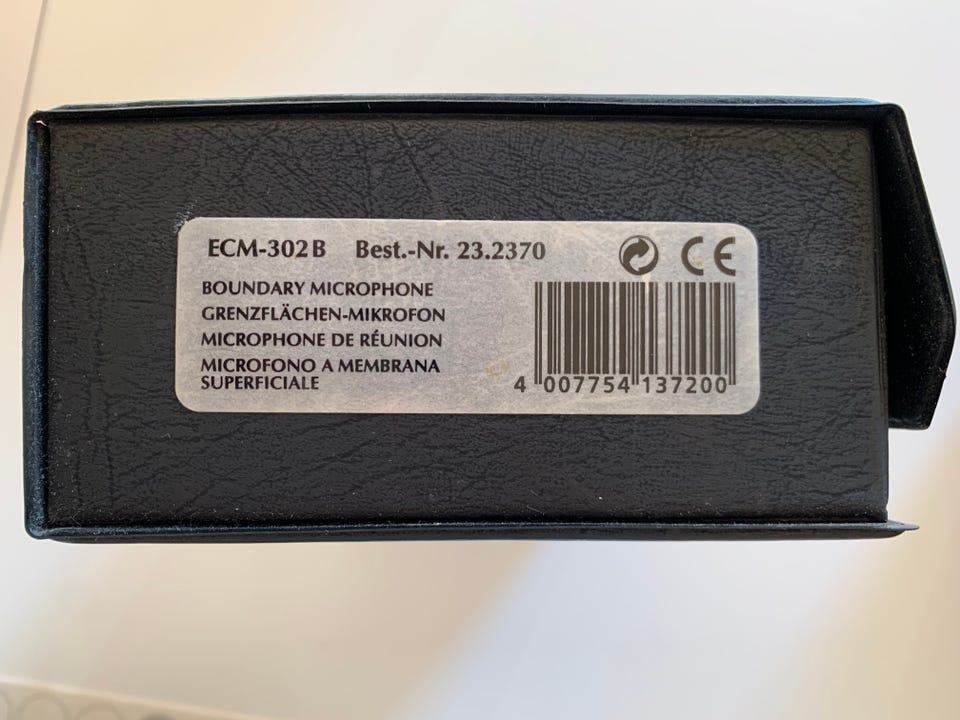 ECM-302 B Best.-Nr. 23.2370
CE
BOUNDARY MICROPHONE
GRENZFLÄCHEN-MIKROFON
MICROPHONE DE RÉUNION
MICROFONO A MEMBRANA
SUPERFICIALE
4 007754 137200